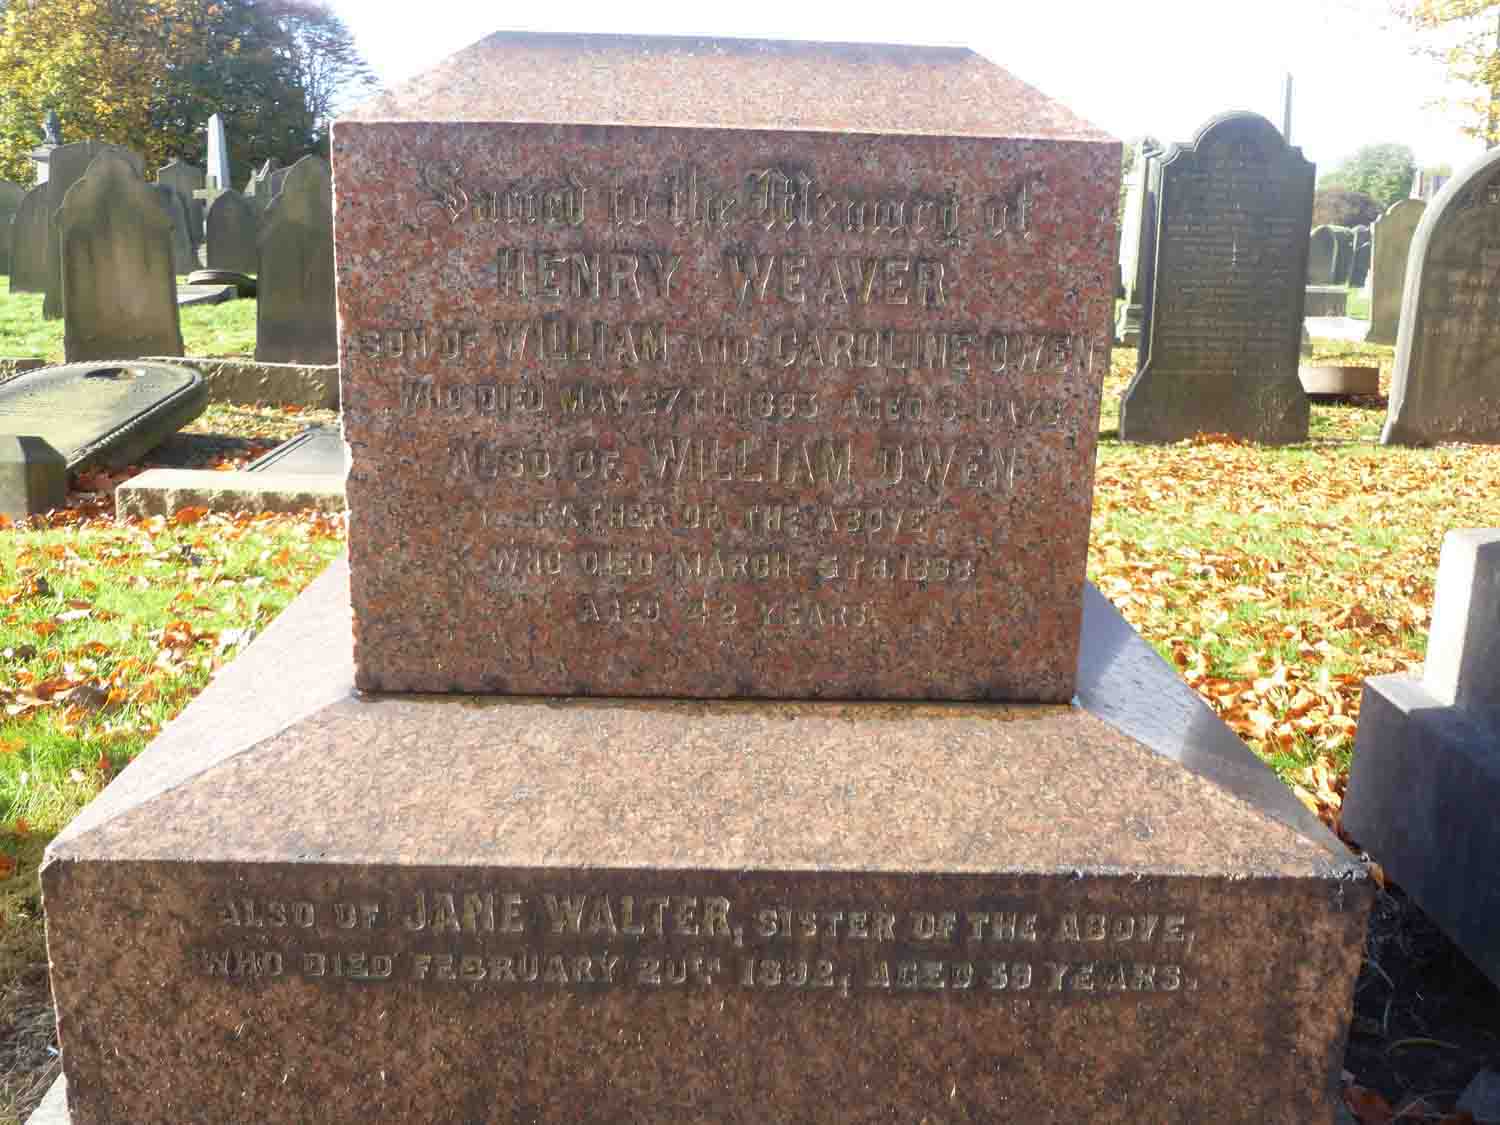 Sacred to the Memory of
HENRY WEAVER
SON OF WILLIAM AND CAROLINE OWEN
WHO DIED MAY 27TH, AGED DAYS
ALSO OF WILLIAM OWEN
FATHER OF THE ABOVE
WHO DIED MARCH
AGED 42 YEARS.
ALSO OF JANE WALTER, SISTER OF THE ABOVE,
WHO DIED FEBRUARY 20TH 1892, AGED 59 YEARS.